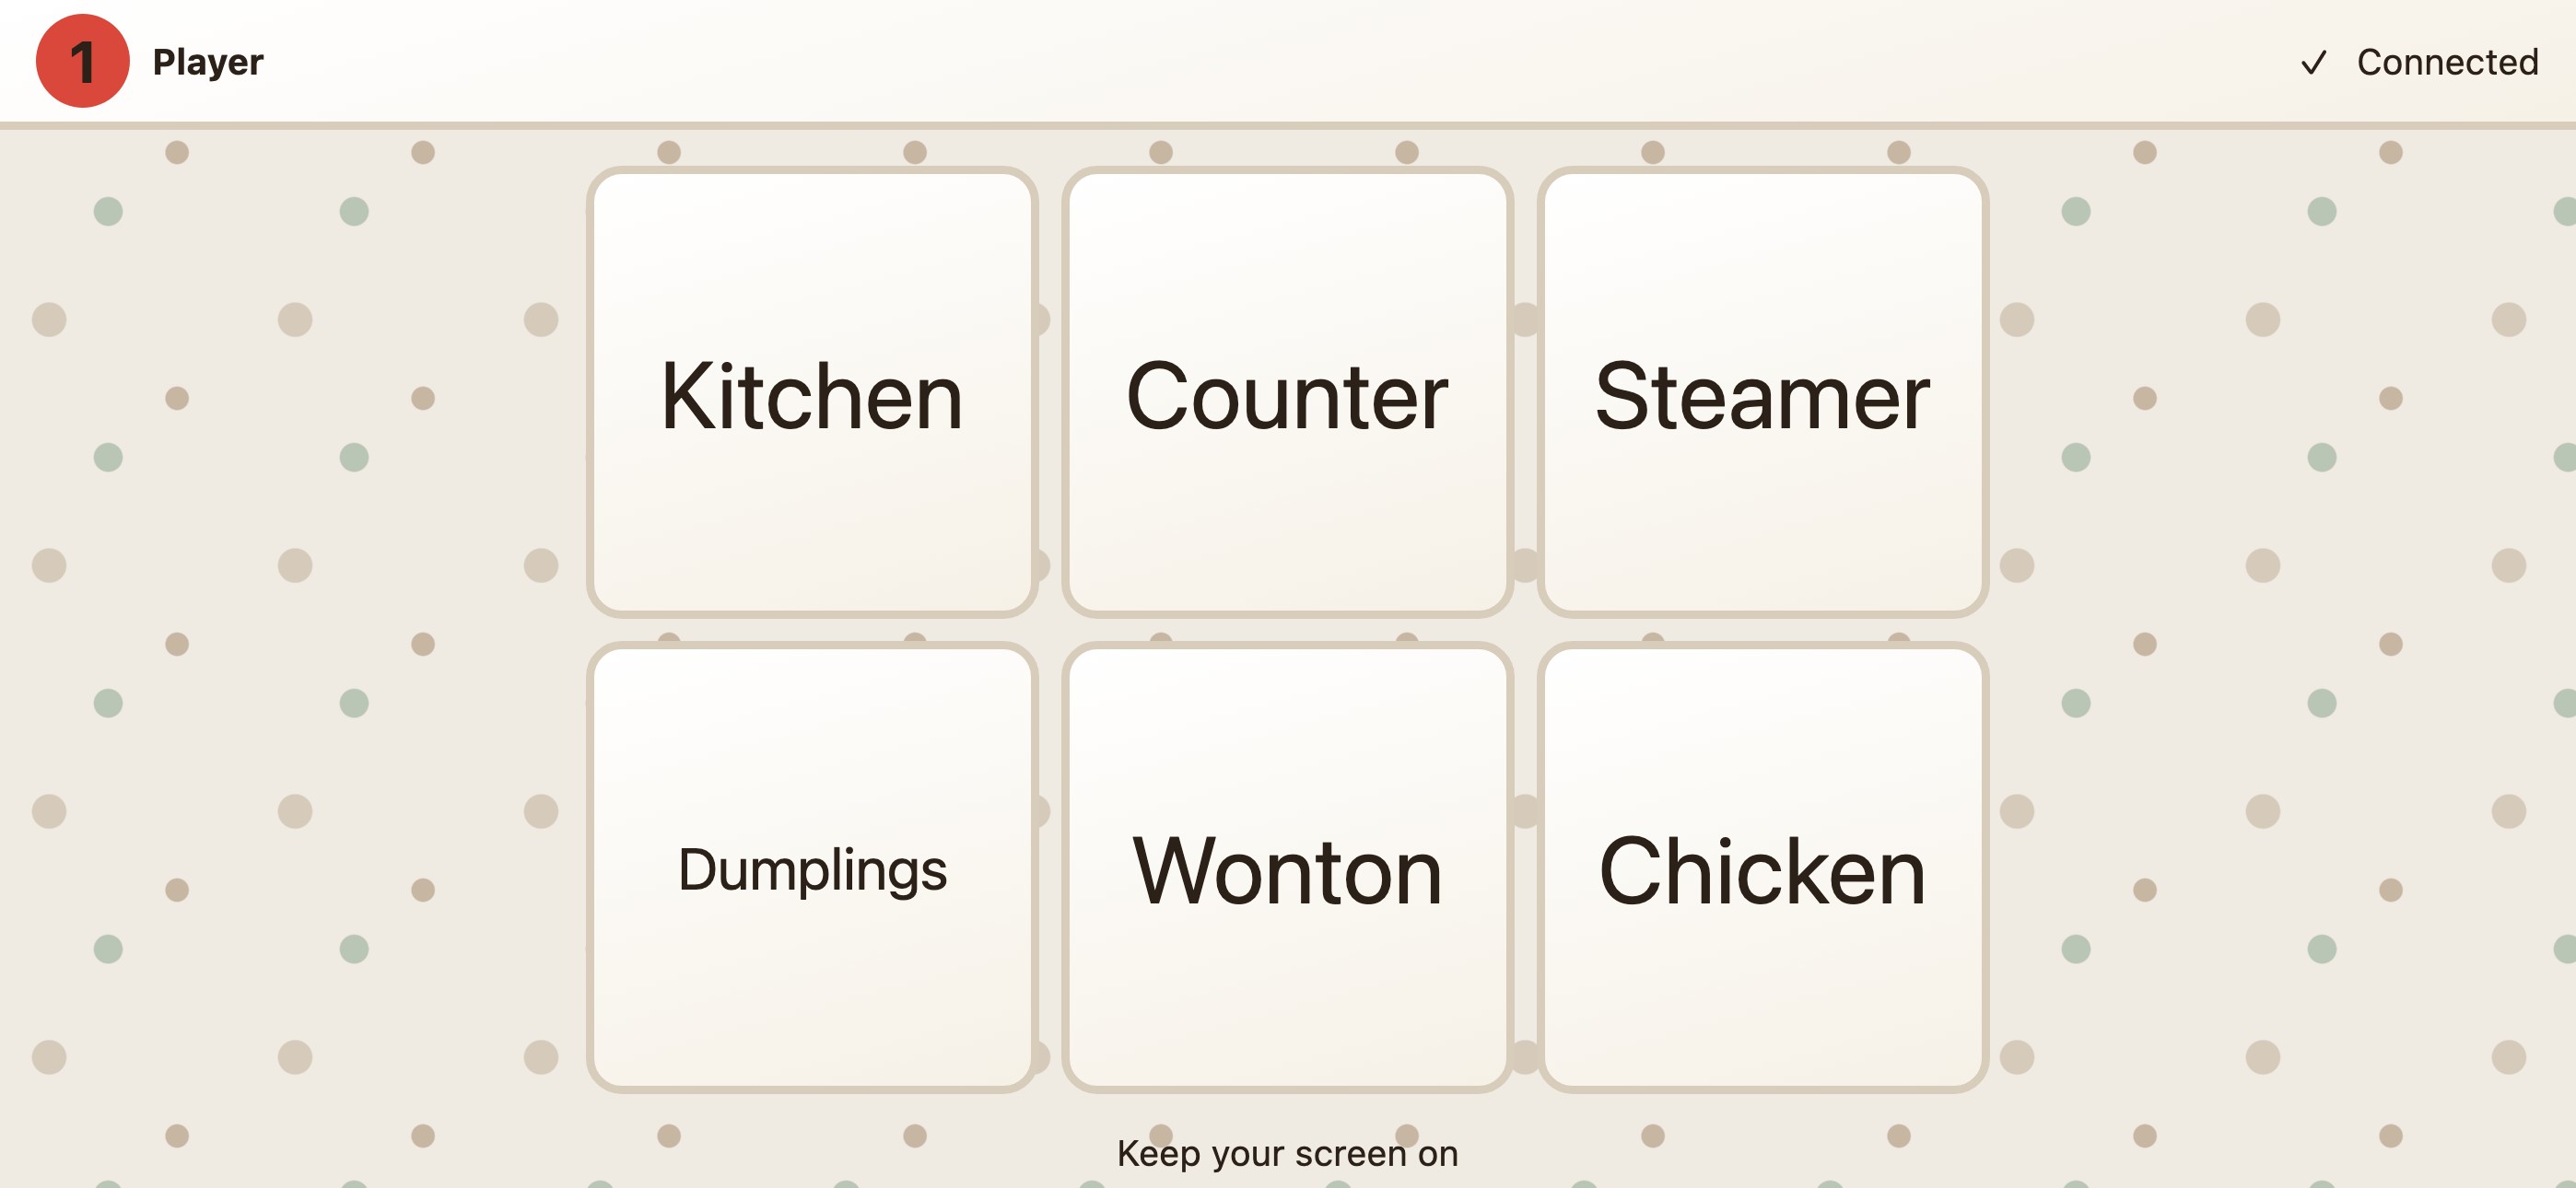 1 Player
✓ Connected
Kitchen
Counter
Steamer
Dumplings
Wonton
Chicken
Keep your screen on